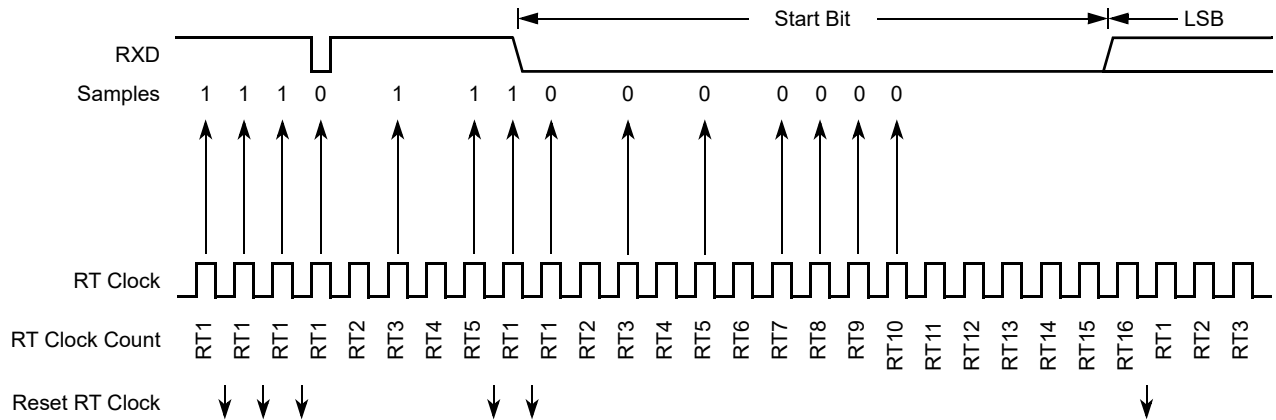 Start Bit
LSB
RXD
Samples 1 1 1 0 1 1 1 0 0 0 0 0 0 0
RT Clock
RT Clock Count RT1 RT1 RT1 RT1 RT2 RT3 RT4 RT5 RT1 RT1 RT2 RT3 RT4 RT5 RT6 RT7 RT8 RT9 RT10 RT11 RT12 RT13 RT14 RT15 RT16 RT1 RT2 RT3
Reset RT Clock